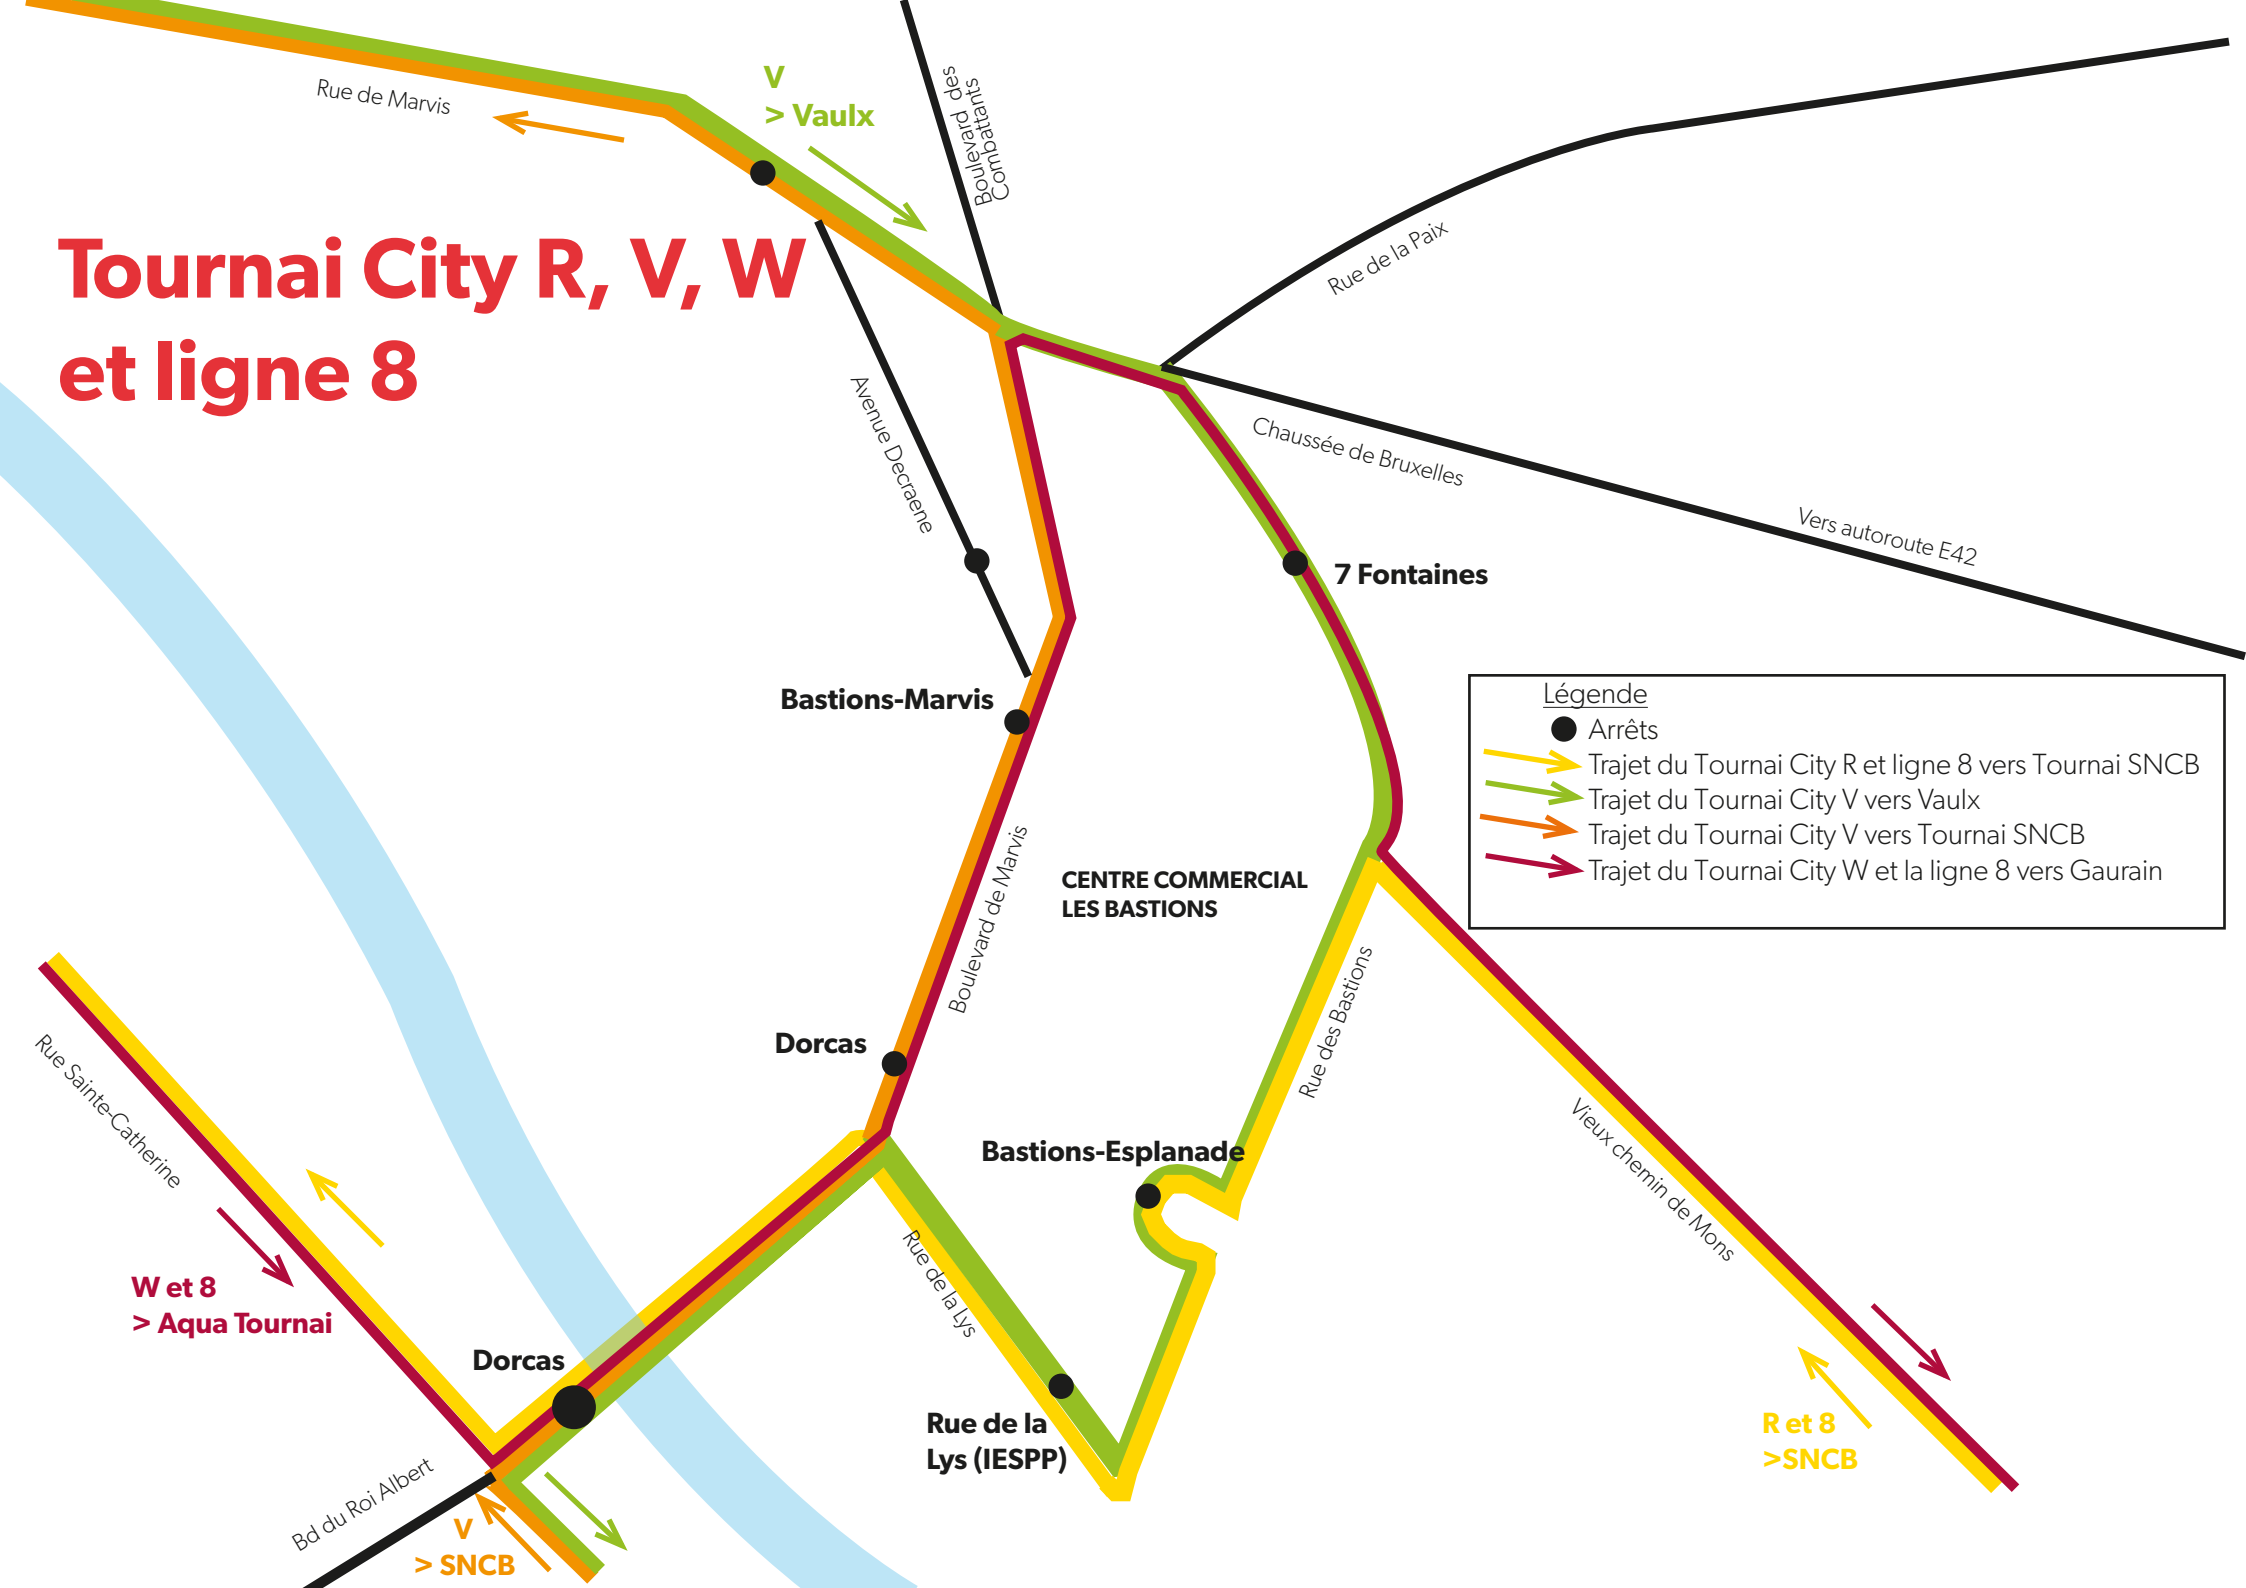 Rue de Marvis
V
> Vaulx
Boulevard des
Combattants
Tournai City R, V, W
et ligne 8
Rue de la Paix
Avenue Decraene
Chaussée de Bruxelles
Vers autoroute E42
7 Fontaines
Bastions-Marvis
Légende
Arrêts
Trajet du Tournai City R et ligne 8 vers Tournai SNCB
Trajet du Tournai City V vers Vaulx
Trajet du Tournai City V vers Tournai SNCB
Trajet du Tournai City W et la ligne 8 vers Gaurain
Boulevard de Marvis
CENTRE COMMERCIAL
LES BASTIONS
Rue des Bastions
Dorcas
Rue Sainte-Catherine
Bastions-Esplanade
Vieux chemin de Mons
Rue de la Lys
W et 8
> Aqua Tournai
Dorcas
Rue de la
Lys (IESPP)
R et 8
>SNCB
Bd du Roi Albert
V
> SNCB